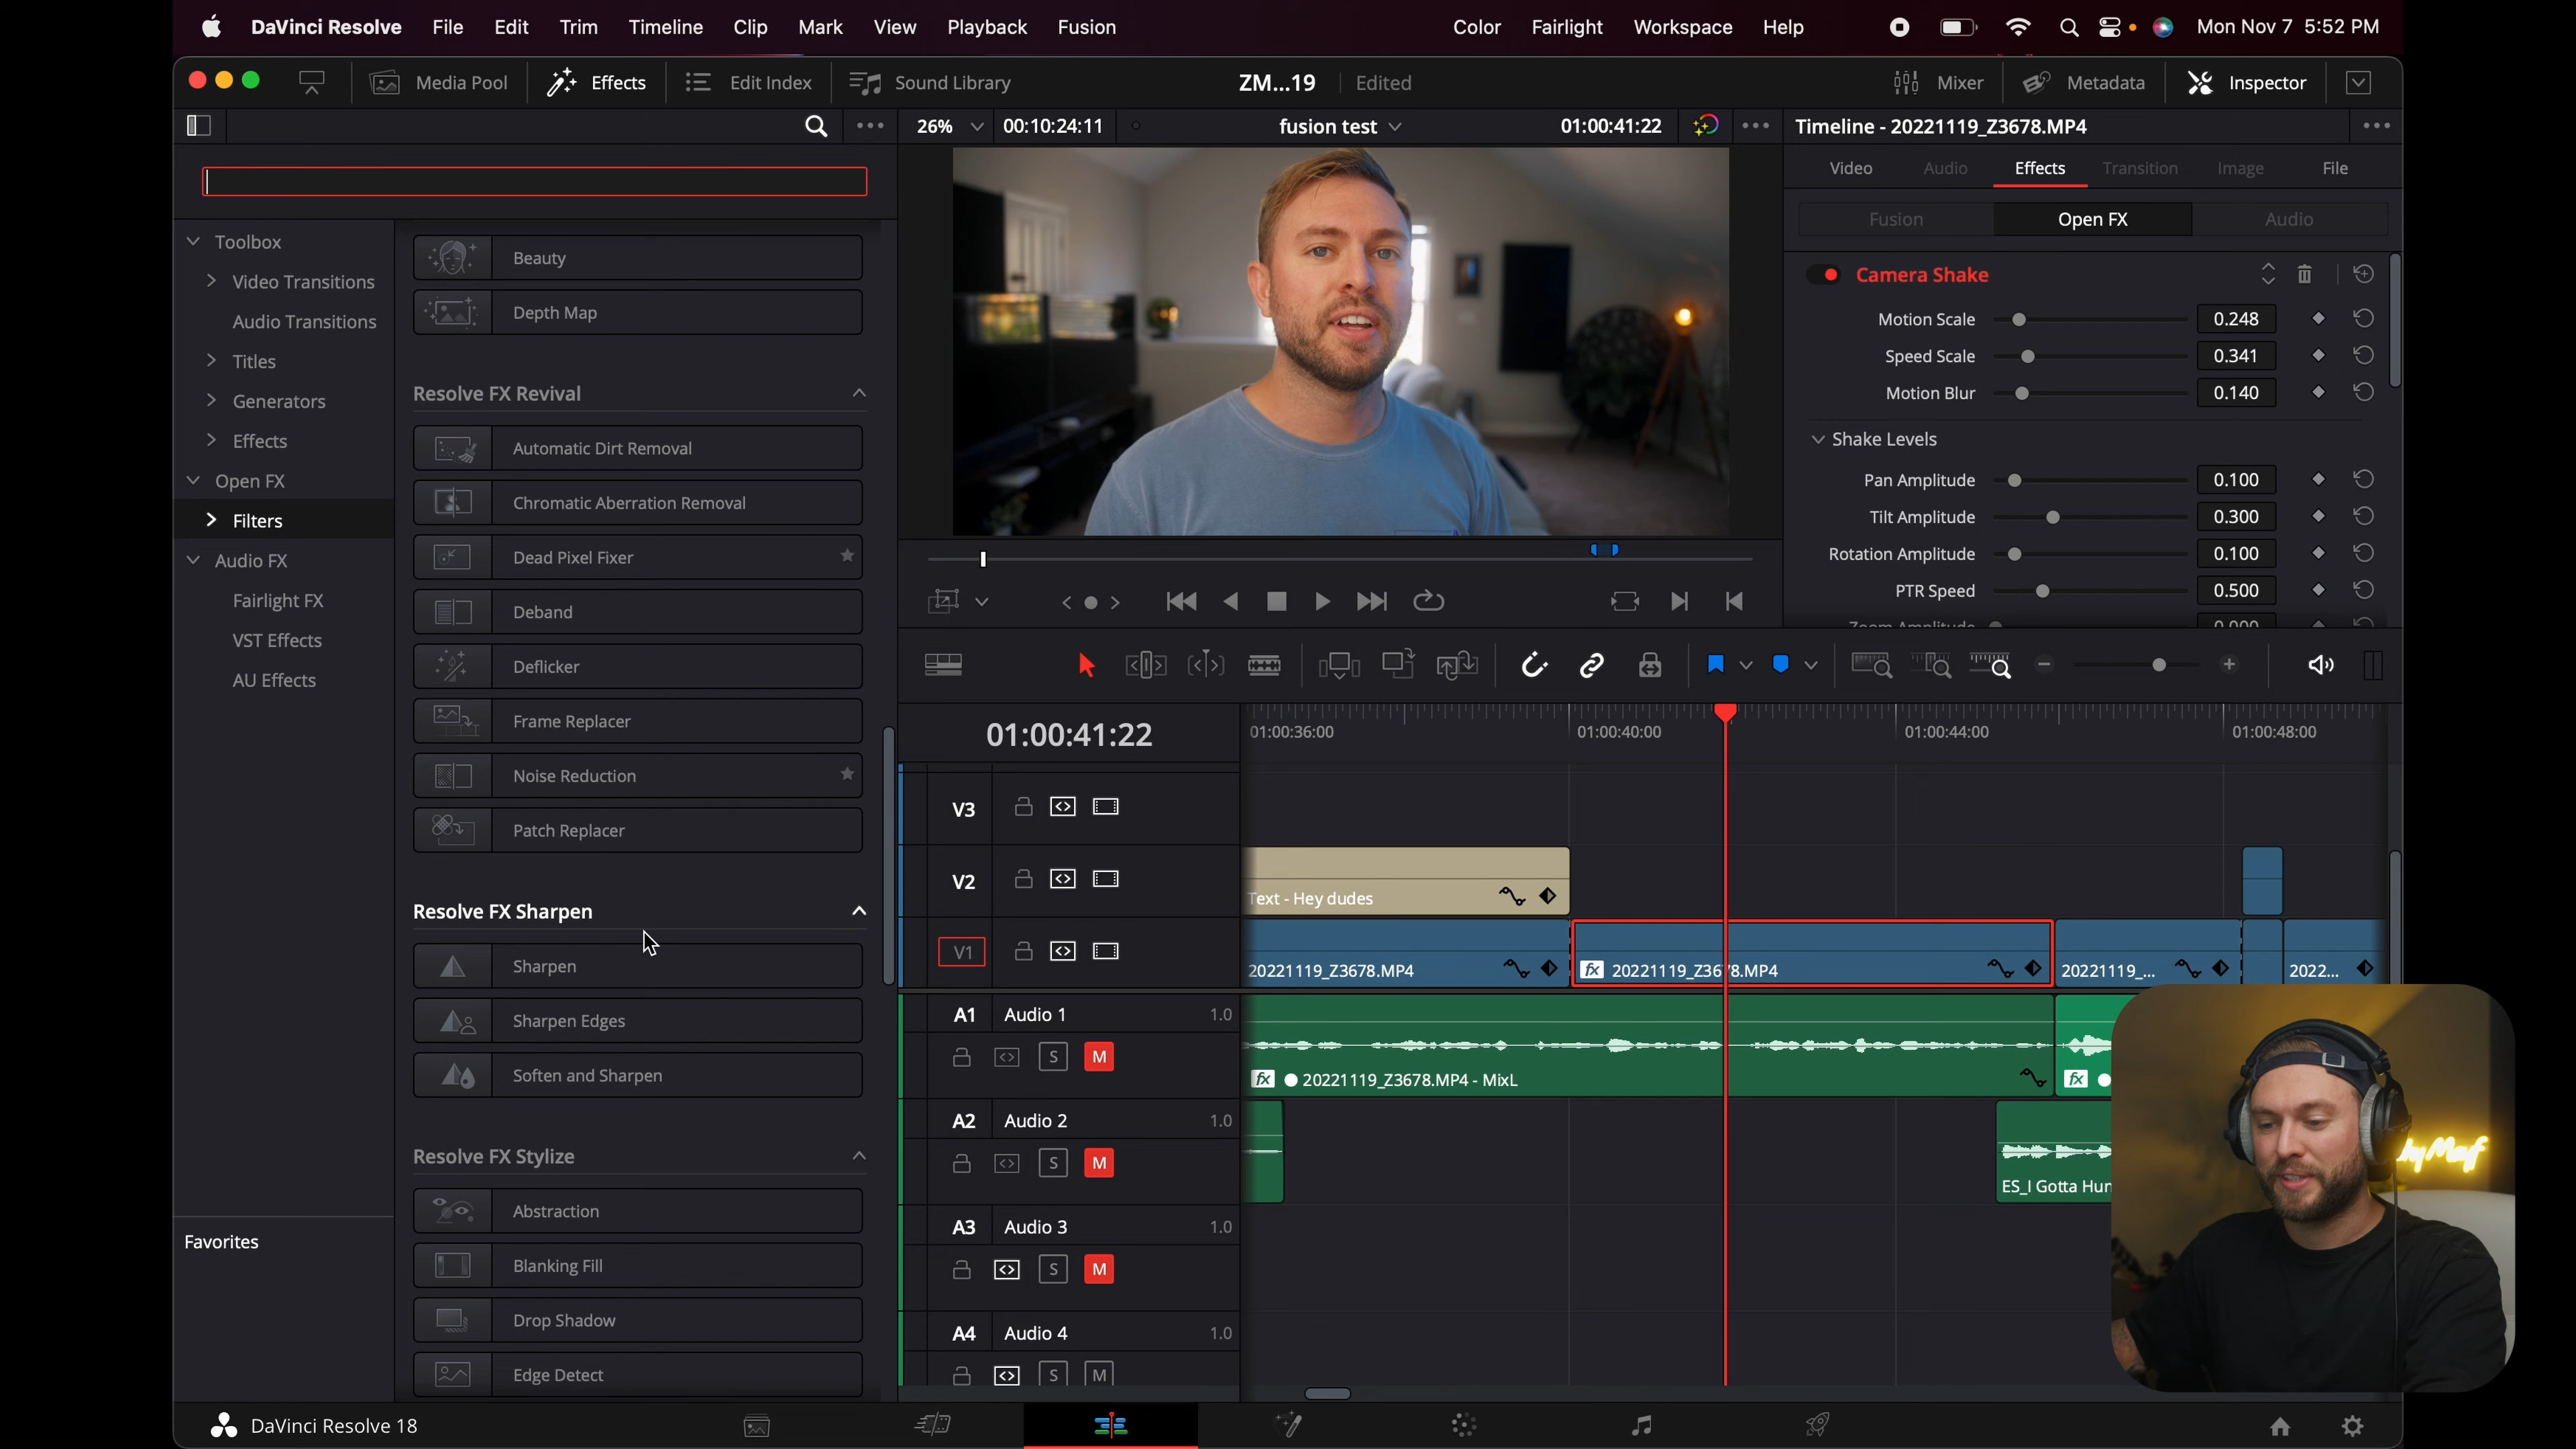 DaVinci Resolve File Edit Trim Timeline Clip Mark View Playback Fusion Color Fairlight Workspace Help Mon Nov 7 5:52 PM
Media Pool Effects Edit Index Sound Library ZM...19 Edited Mixer Metadata Inspector
26% 00:10:24:11 fusion test 01:00:41:22 Timeline - 20221119_Z3678.MP4
Video Audio Effects Transition Image File
Fusion Open FX Audio
Toolbox
Video Transitions
Audio Transitions
Titles
Generators
Effects
Open FX
Filters
Audio FX
Fairlight FX
VST Effects
AU Effects
Favorites
Beauty
Depth Map
Resolve FX Revival
Automatic Dirt Removal
Chromatic Aberration Removal
Dead Pixel Fixer
Deband
Deflicker
Frame Replacer
Noise Reduction
Patch Replacer
Resolve FX Sharpen
Sharpen
Sharpen Edges
Soften and Sharpen
Resolve FX Stylize
Abstraction
Blanking Fill
Drop Shadow
Edge Detect
Camera Shake
Motion Scale 0.248
Speed Scale 0.341
Motion Blur 0.140
Shake Levels
Pan Amplitude 0.100
Tilt Amplitude 0.300
Rotation Amplitude 0.100
PTR Speed 0.500
Zoom Amplitude 0.000
01:00:41:22 01:00:36:00 01:00:40:00 01:00:44:00 01:00:48:00
V3
V2 Text - Hey dudes
V1 20221119_Z3678.MP4 fx 20221119_Z3678.MP4 20221119_... 2022...
A1 Audio 1 1.0
S M fx 20221119_Z3678.MP4 - MixL fx
A2 Audio 2 1.0
S M ES_I Gotta Hun
A3 Audio 3 1.0
S M
A4 Audio 4 1.0
S M
DaVinci Resolve 18